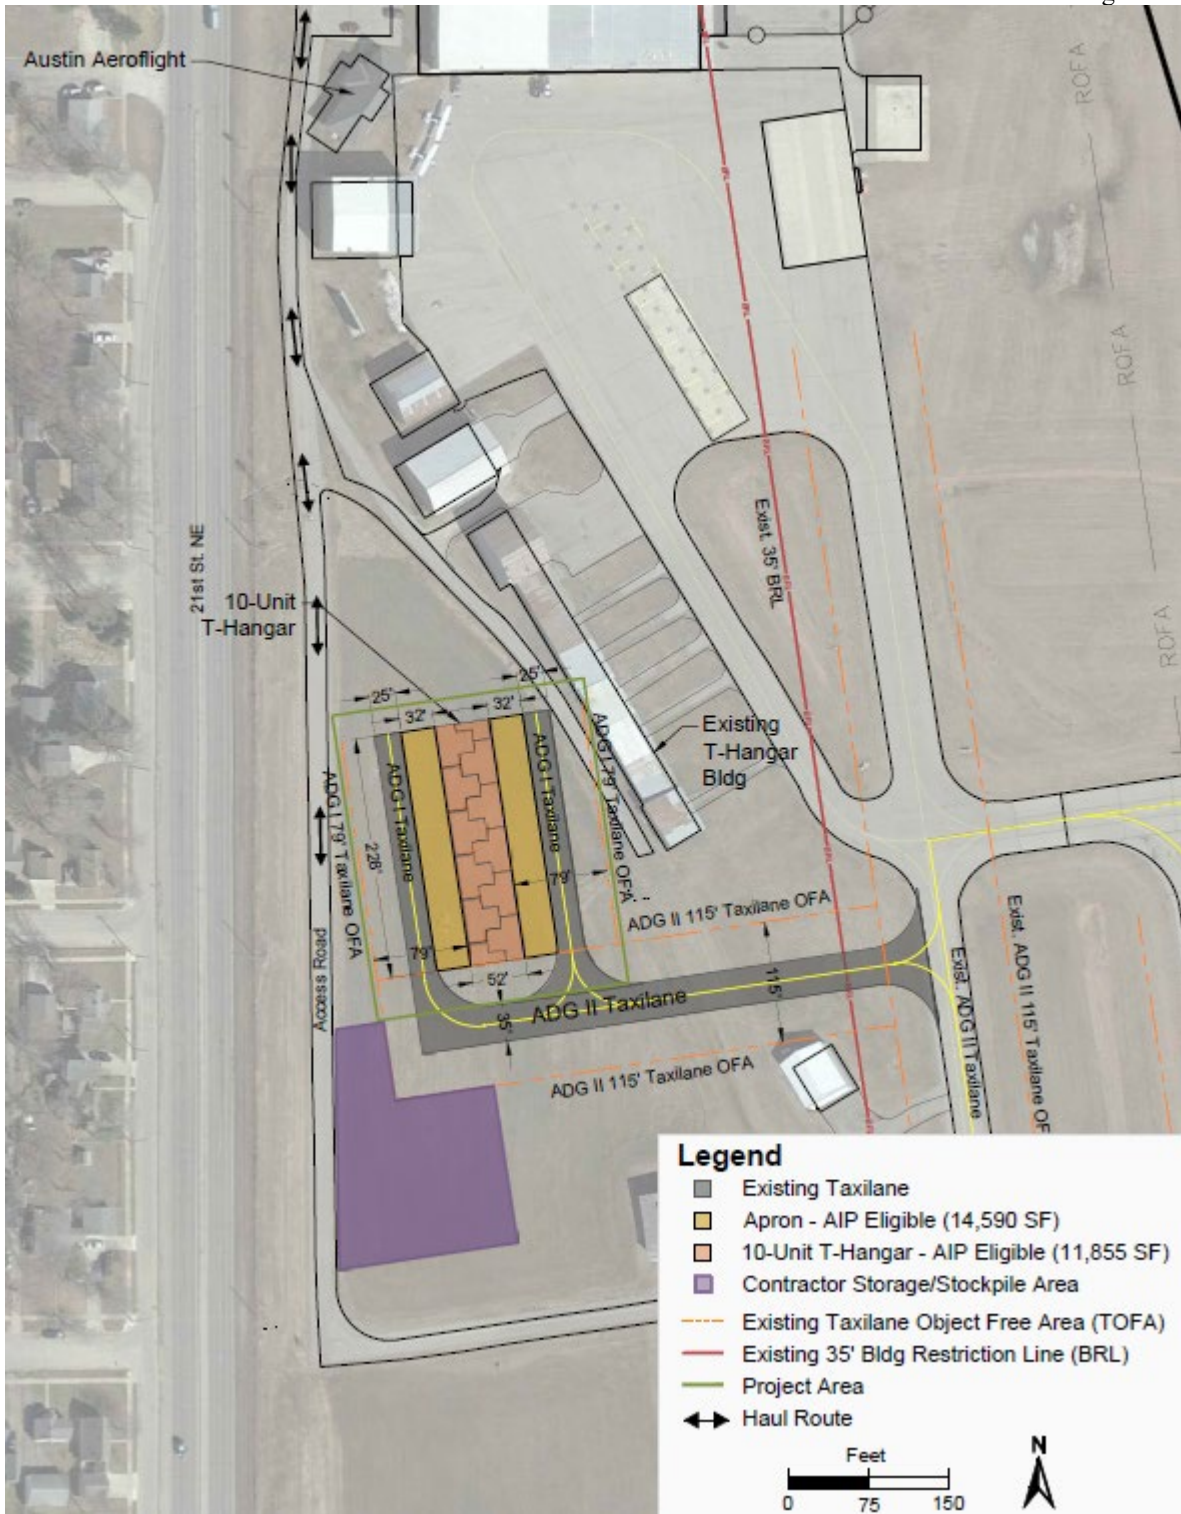 Austin Aeroflight
ROFA
ROFA
ROFA
Exist. 35' BRL
21st St. NE
10-Unit
T-Hangar
Existing
T-Hangar
Bldg
25'
25'
32'
32'
ADG I Taxilane
ADG I Taxilane
ADG I 79' Taxilane OFA
ADG I 79' Taxilane OFA
228'
79'
79'
52'
35'
115'
ADG II 115' Taxilane OFA
ADG II Taxilane
ADG II 115' Taxilane OFA
Access Road
Exist. ADG II Taxilane
Exist. ADG II 115' Taxilane OF
Legend
Existing Taxilane
Apron - AIP Eligible (14,590 SF)
10-Unit T-Hangar - AIP Eligible (11,855 SF)
Contractor Storage/Stockpile Area
Existing Taxilane Object Free Area (TOFA)
Existing 35' Bldg Restriction Line (BRL)
Project Area
Haul Route
Feet
0 75 150
N